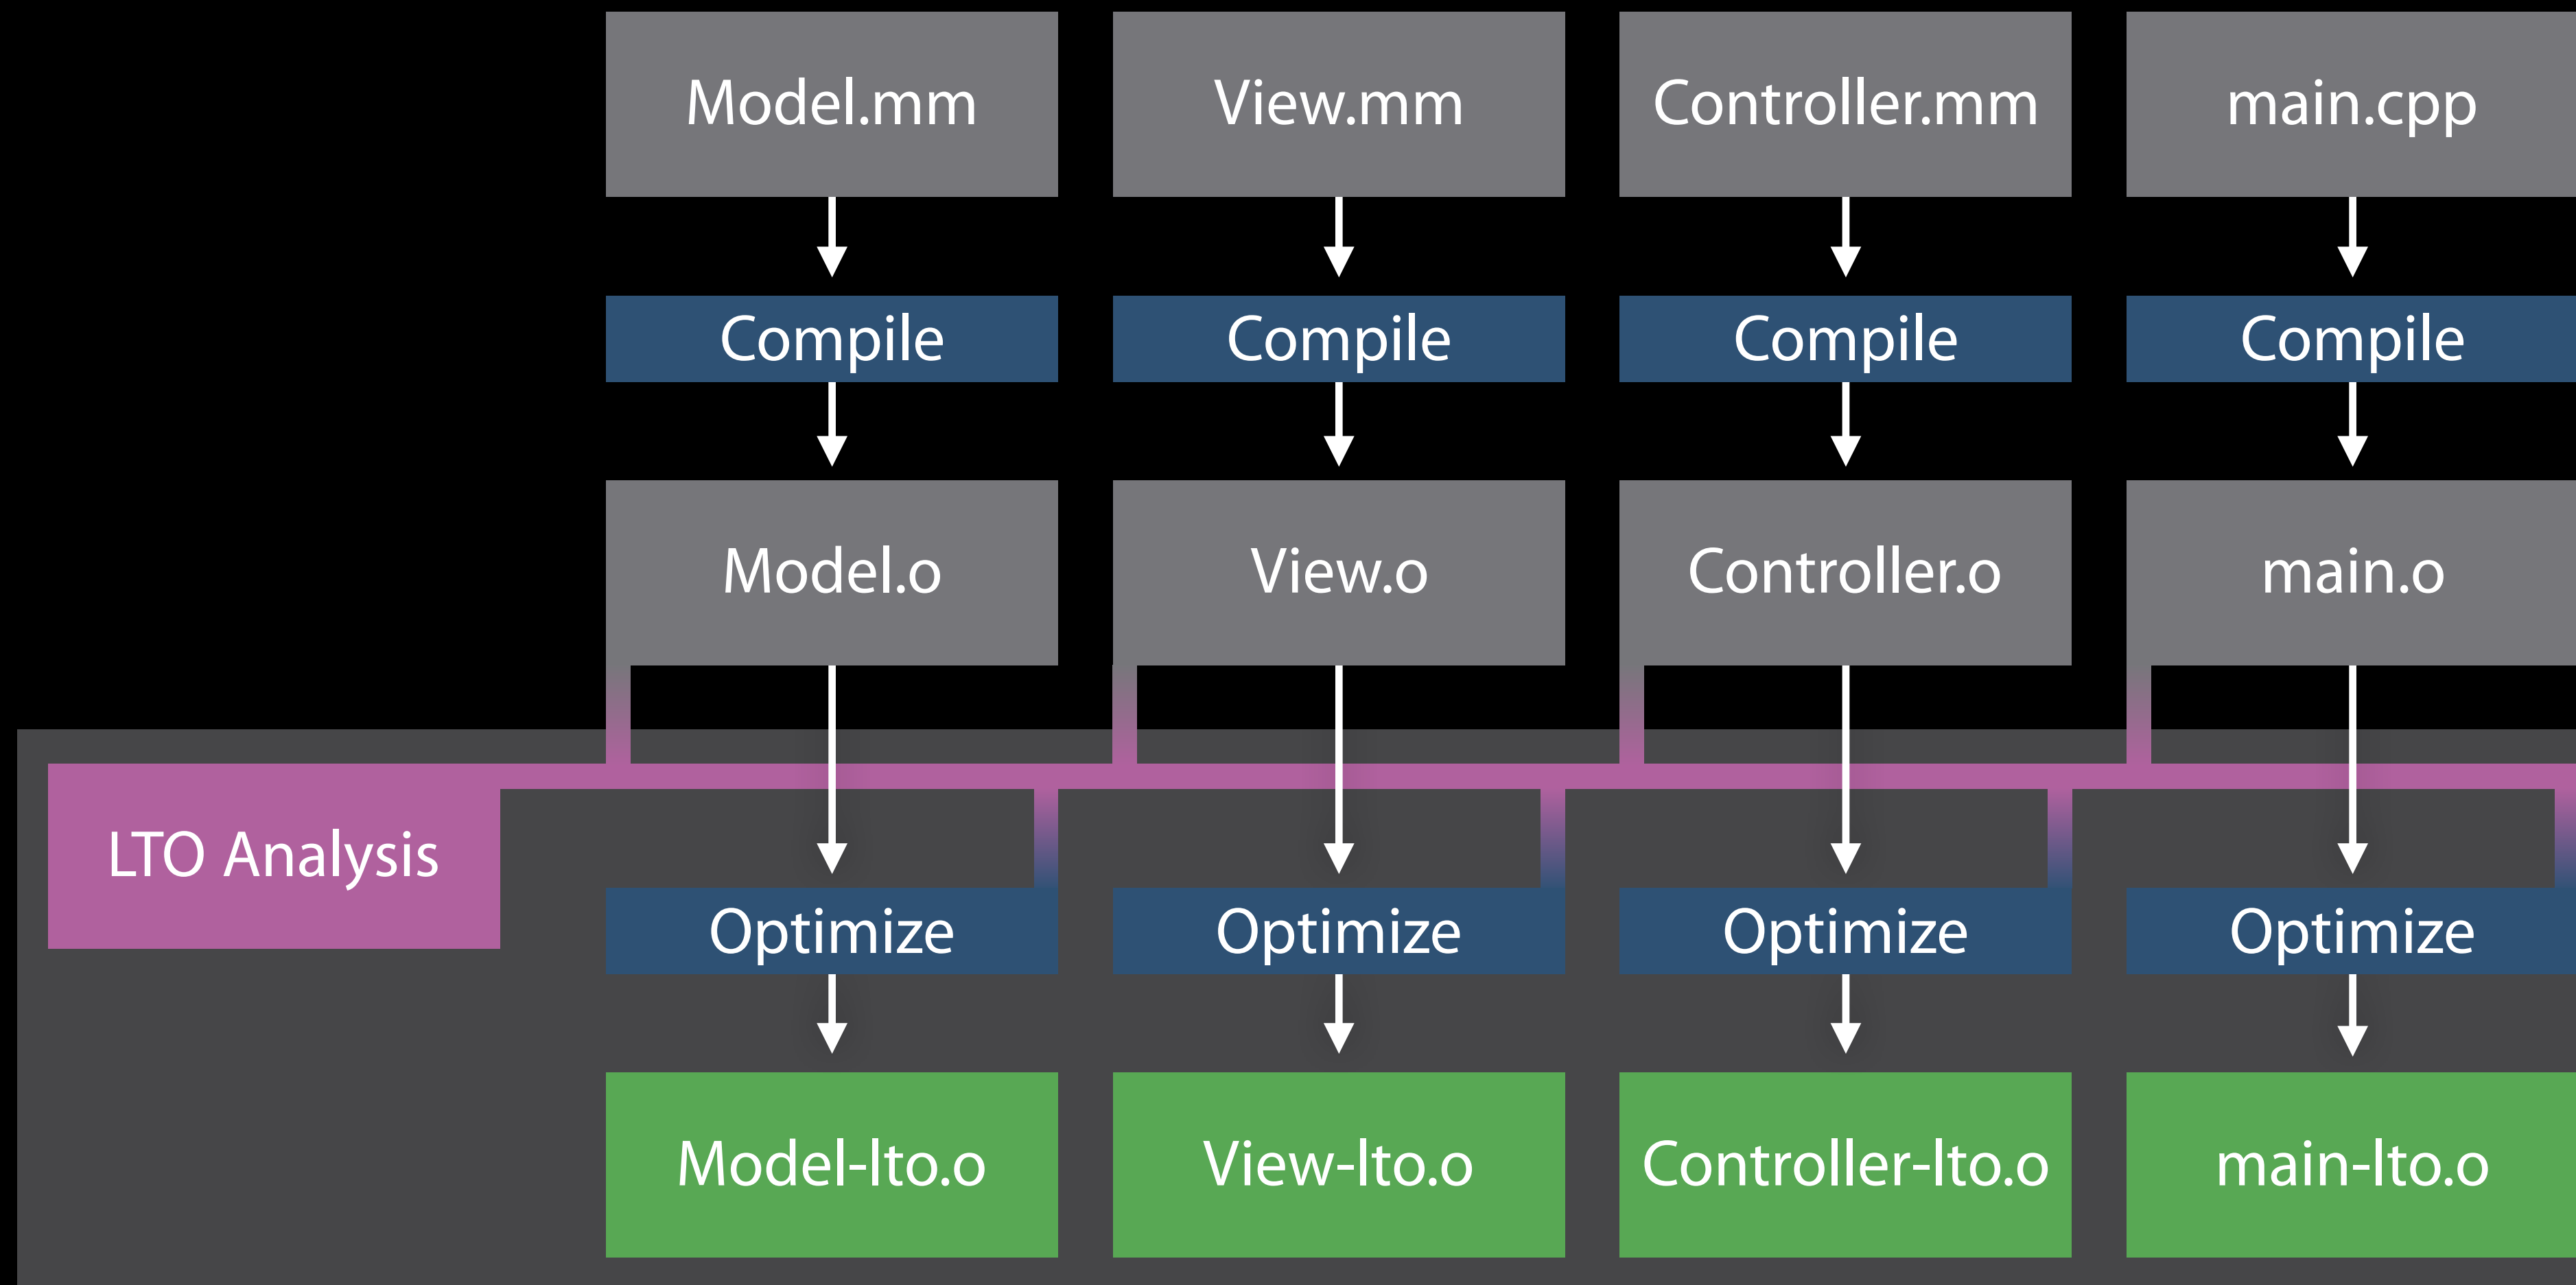 Model.mm
View.mm
Controller.mm
main.cpp
Compile
Compile
Compile
Compile
Model.o
View.o
Controller.o
main.o
LTO Analysis
Optimize
Optimize
Optimize
Optimize
Model-lto.o
View-lto.o
Controller-lto.o
main-lto.o